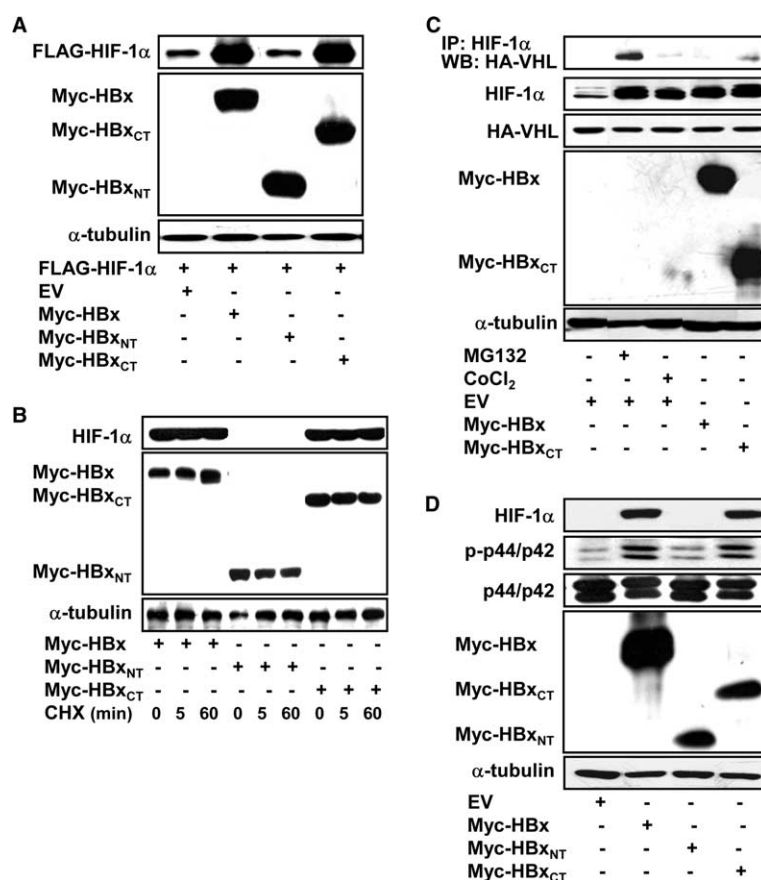 A
FLAG-HIF-1α
Myc-HBx
Myc-HBxCT
Myc-HBxNT
α-tubulin
FLAG-HIF-1α + + + +
EV + - - -
Myc-HBx - + - -
Myc-HBxNT - - + -
Myc-HBxCT - - - +
B
HIF-1α
Myc-HBx
Myc-HBxCT
Myc-HBxNT
α-tubulin
Myc-HBx + + + - - - - - -
Myc-HBxNT - - - + + + - - -
Myc-HBxCT - - - - - - + + +
CHX (min) 0 5 60 0 5 60 0 5 60
C
IP: HIF-1α
WB: HA-VHL
HIF-1α
HA-VHL
Myc-HBx
Myc-HBxCT
α-tubulin
MG132 - + - - -
CoCl2 - - + - -
EV + + + - -
Myc-HBx - - - + -
Myc-HBxCT - - - - +
D
HIF-1α
p-p44/p42
p44/p42
Myc-HBx
Myc-HBxCT
Myc-HBxNT
α-tubulin
EV + - - -
Myc-HBx - + - -
Myc-HBxNT - - + -
Myc-HBxCT - - - +